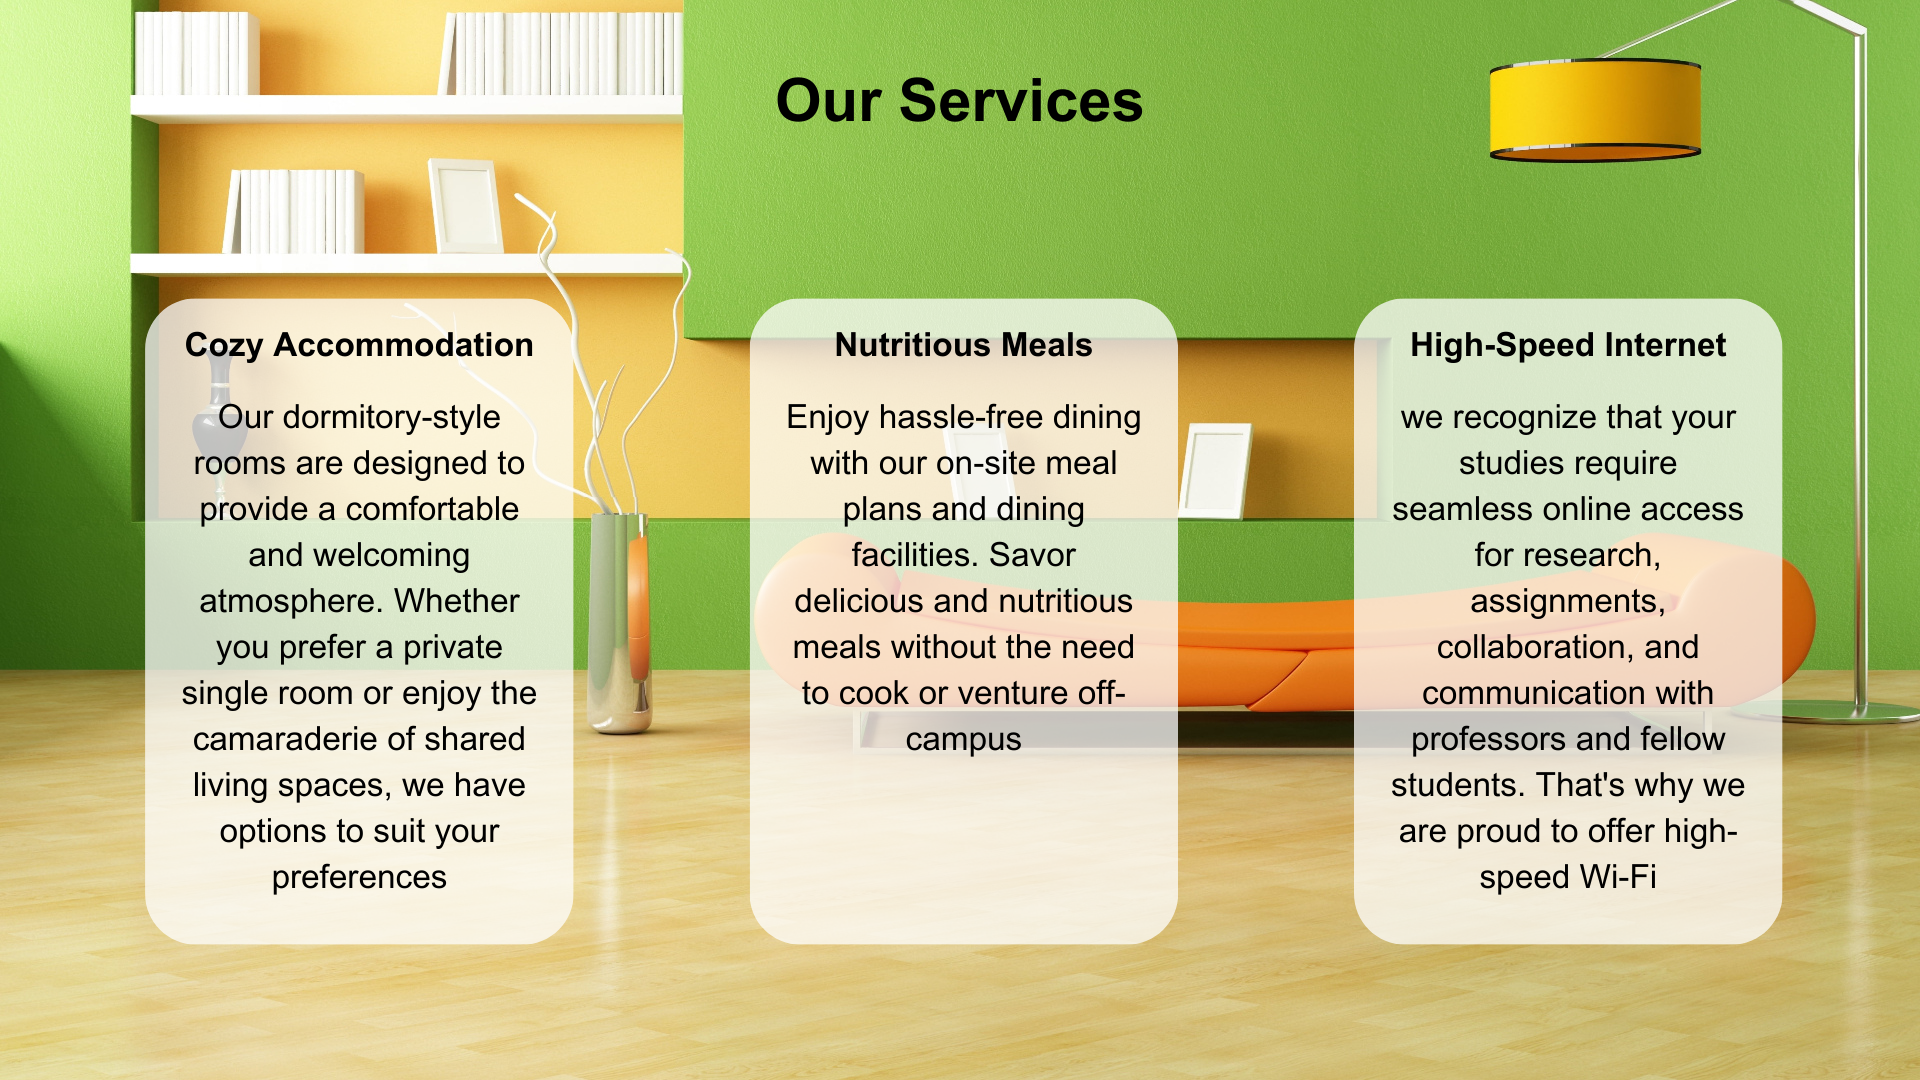 Our Services
Cozy Accommodation
Our dormitory-style
rooms are designed to
provide a comfortable
and welcoming
atmosphere. Whether
you prefer a private
single room or enjoy the
camaraderie of shared
living spaces, we have
options to suit your
preferences
Nutritious Meals
Enjoy hassle-free dining
with our on-site meal
plans and dining
facilities. Savor
delicious and nutritious
meals without the need
to cook or venture off-
campus
High-Speed Internet
we recognize that your
studies require
seamless online access
for research,
assignments,
collaboration, and
communication with
professors and fellow
students. That's why we
are proud to offer high-
speed Wi-Fi